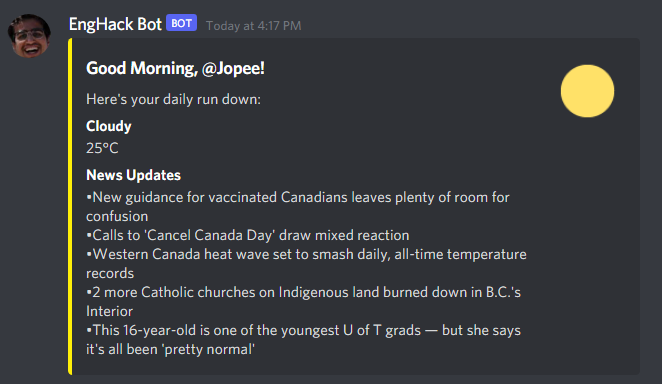 EngHack Bot BOT Today at 4:17 PM
Good Morning, @Jopee!
Here's your daily run down:
Cloudy
25°C
News Updates
•New guidance for vaccinated Canadians leaves plenty of room for
confusion
•Calls to 'Cancel Canada Day' draw mixed reaction
•Western Canada heat wave set to smash daily, all-time temperature
records
•2 more Catholic churches on Indigenous land burned down in B.C.'s
Interior
•This 16-year-old is one of the youngest U of T grads — but she says
it's all been 'pretty normal'